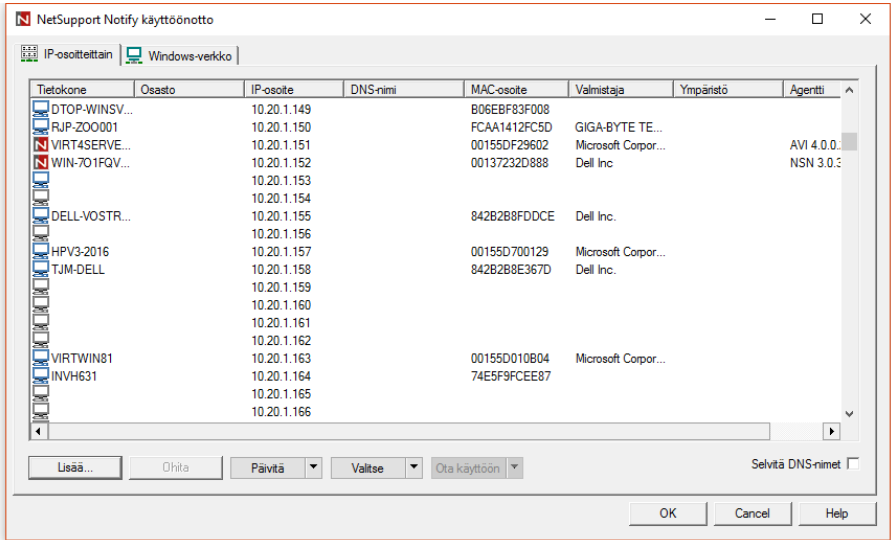 NetSupport Notify käyttöönotto
IP-osoitteittain Windows-verkko
Tietokone Osasto IP-osoite DNS-nimi MAC-osoite Valmistaja Ympäristö Agentti
DTOP-WINSV... 10.20.1.149 B06EBF83F008
RJP-ZOO001 10.20.1.150 FCAA1412FC5D GIGA-BYTE TE...
VIRT4SERVE... 10.20.1.151 00155DF29602 Microsoft Corpor... AVI 4.0.0.
WIN-7O1FQV... 10.20.1.152 00137232D888 Dell Inc NSN 3.0.3
10.20.1.153
10.20.1.154
DELL-VOSTR... 10.20.1.155 842B2B8FDDCE Dell Inc.
10.20.1.156
HPV3-2016 10.20.1.157 00155D700129 Microsoft Corpor...
TJM-DELL 10.20.1.158 842B2B8E367D Dell Inc.
10.20.1.159
10.20.1.160
10.20.1.161
10.20.1.162
VIRTWIN81 10.20.1.163 00155D010B04 Microsoft Corpor...
INVH631 10.20.1.164 74E5F9FCEE87
10.20.1.165
10.20.1.166
Lisää... Ohita Päivitä Valitse Ota käyttöön Selvitä DNS-nimet
OK Cancel Help